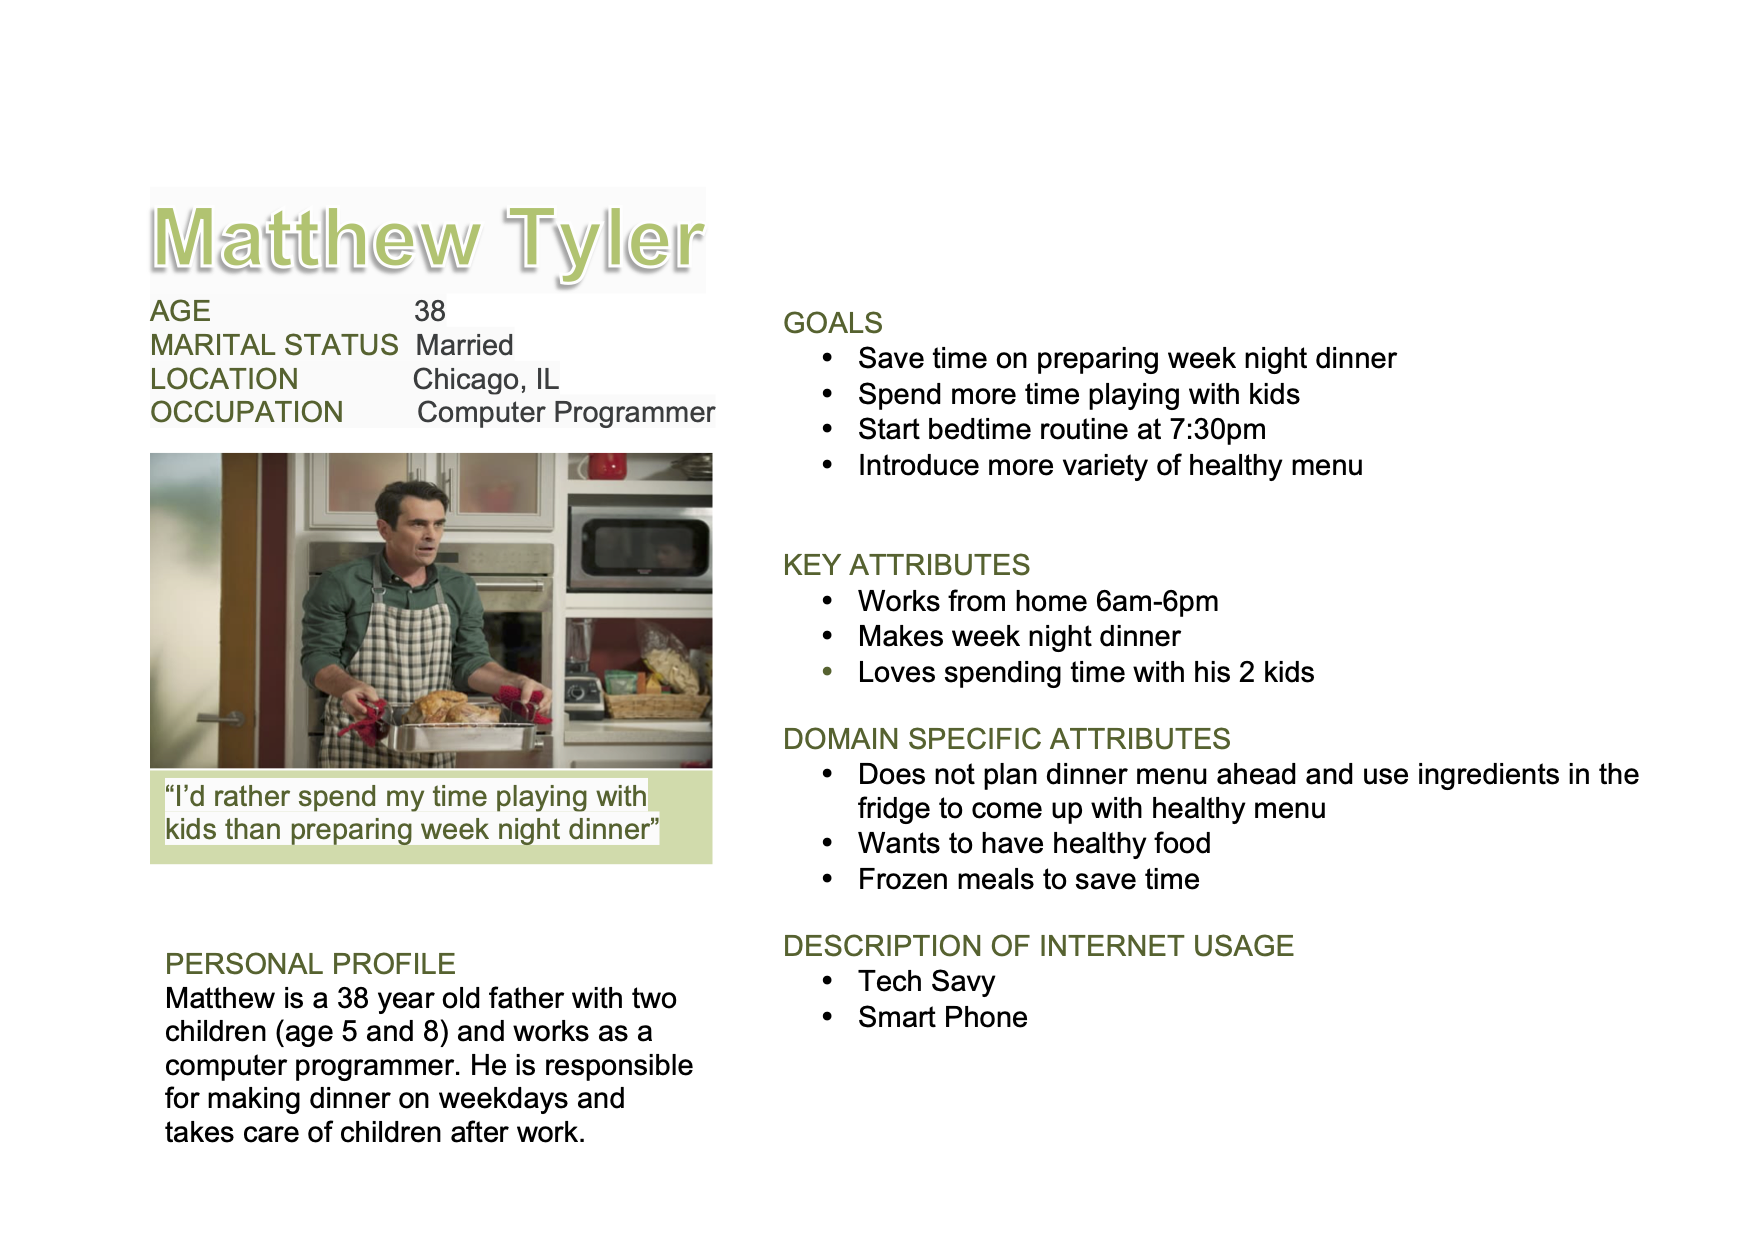 Matthew Tyler
AGE 38
MARITAL STATUS Married
LOCATION Chicago, IL
OCCUPATION Computer Programmer
“I’d rather spend my time playing with
kids than preparing week night dinner”
PERSONAL PROFILE
Matthew is a 38 year old father with two
children (age 5 and 8) and works as a
computer programmer. He is responsible
for making dinner on weekdays and
takes care of children after work.
GOALS
• Save time on preparing week night dinner
• Spend more time playing with kids
• Start bedtime routine at 7:30pm
• Introduce more variety of healthy menu
KEY ATTRIBUTES
• Works from home 6am-6pm
• Makes week night dinner
• Loves spending time with his 2 kids
DOMAIN SPECIFIC ATTRIBUTES
• Does not plan dinner menu ahead and use ingredients in the
fridge to come up with healthy menu
• Wants to have healthy food
• Frozen meals to save time
DESCRIPTION OF INTERNET USAGE
• Tech Savy
• Smart Phone